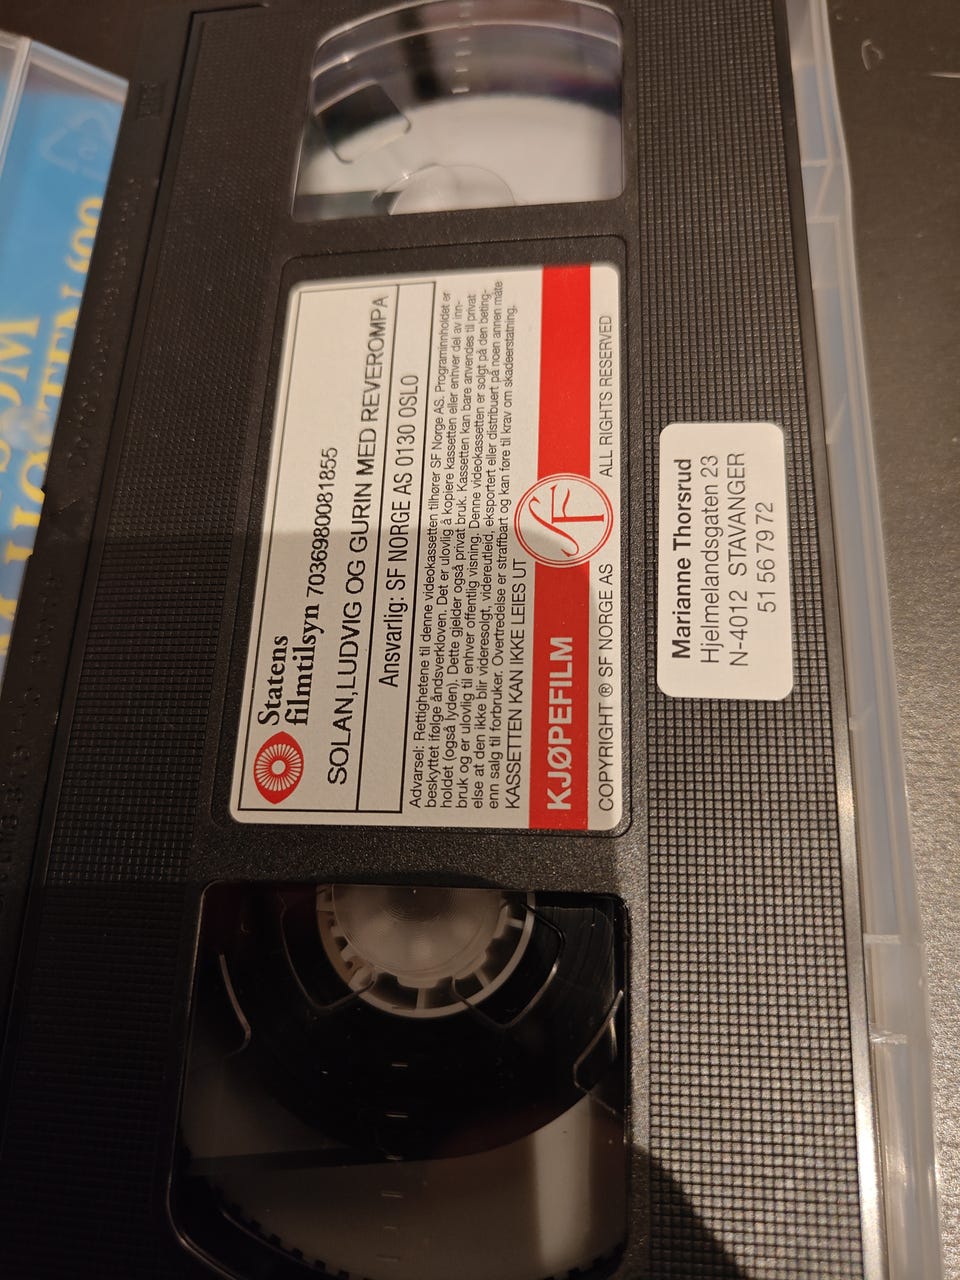 Statens
filmtilsyn 7036980081855
SOLAN,LUDVIG OG GURIN MED REVEROMPA
Ansvarlig: SF NORGE AS 0130 OSLO
Advarsel: Rettighetene til denne videokassetten tilhører SF Norge AS. Programinnholdet er
beskyttet ifølge åndsverkloven. Det er ulovlig å kopiere kassetten eller enhver del av inn-
holdet (også lyden). Dette gjelder også privat bruk. Kassetten kan bare anvendes til privat
bruk og er ulovlig til enhver offentlig visning. Denne videokassetten er solgt på den beting-
else at den ikke blir videresolgt, videreutleid, eksportert eller distribuert på noen annen måte
enn salg til forbruker. Overtredelse er straffbart og kan føre til krav om skadeerstatning.
KASSETTEN KAN IKKE LEIES UT
KJØPEFILM
SF
COPYRIGHT ® SF NORGE AS ALL RIGHTS RESERVED
Marianne Thorsrud
Hjelmelandsgaten 23
N-4012 STAVANGER
51 56 79 72